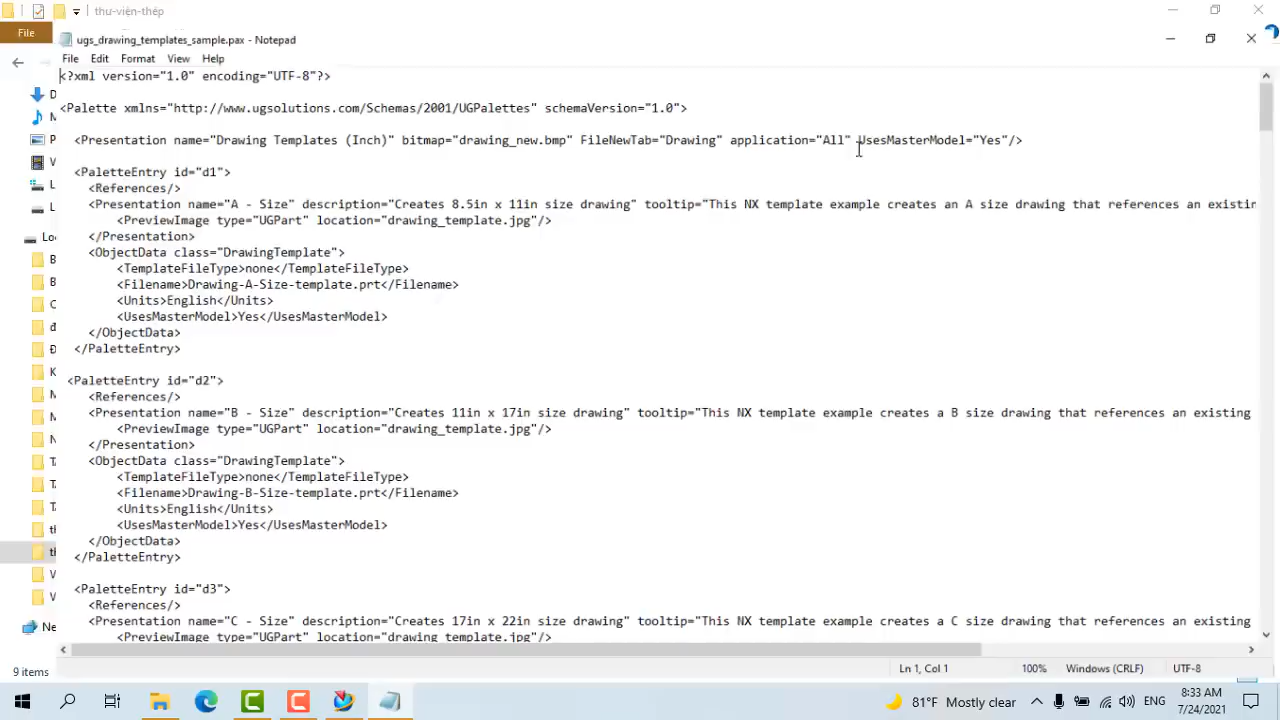 thư-viện-thép
File
ugs_drawing_templates_sample.pax - Notepad
File Edit Format View Help
<?xml version="1.0" encoding="UTF-8"?>
<Palette xmlns="http://www.ugsolutions.com/Schemas/2001/UGPalettes" schemaVersion="1.0">
<Presentation name="Drawing Templates (Inch)" bitmap="drawing_new.bmp" FileNewTab="Drawing" application="All" UsesMasterModel="Yes"/>
<PaletteEntry id="d1">
<References/>
<Presentation name="A - Size" description="Creates 8.5in x 11in size drawing" tooltip="This NX template example creates an A size drawing that references an existin
<PreviewImage type="UGPart" location="drawing_template.jpg"/>
</Presentation>
<ObjectData class="DrawingTemplate">
<TemplateFileType>none</TemplateFileType>
<Filename>Drawing-A-Size-template.prt</Filename>
<Units>English</Units>
<UsesMasterModel>Yes</UsesMasterModel>
</ObjectData>
</PaletteEntry>
<PaletteEntry id="d2">
<References/>
<Presentation name="B - Size" description="Creates 11in x 17in size drawing" tooltip="This NX template example creates a B size drawing that references an existing
<PreviewImage type="UGPart" location="drawing_template.jpg"/>
</Presentation>
<ObjectData class="DrawingTemplate">
<TemplateFileType>none</TemplateFileType>
<Filename>Drawing-B-Size-template.prt</Filename>
<Units>English</Units>
<UsesMasterModel>Yes</UsesMasterModel>
</ObjectData>
</PaletteEntry>
<PaletteEntry id="d3">
<References/>
<Presentation name="C - Size" description="Creates 17in x 22in size drawing" tooltip="This NX template example creates a C size drawing that references an existing
<PreviewImage type="UGPart" location="drawing_template.jpg"/>
Ln 1, Col 1 100% Windows (CRLF) UTF-8
9 items
81°F Mostly clear ENG 8:33 AM
7/24/2021